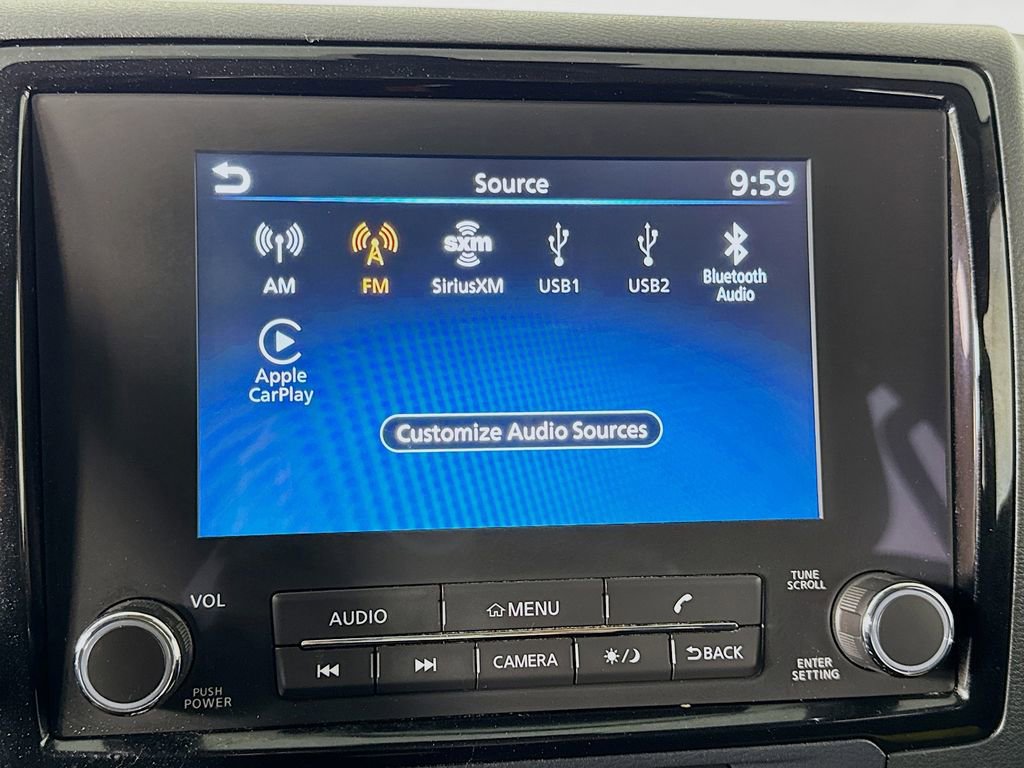 Source
9:59
AM
FM
sxm
SiriusXM
USB1
USB2
Bluetooth
Audio
Apple
CarPlay
Customize Audio Sources
VOL
PUSH
POWER
AUDIO
MENU
CAMERA
BACK
TUNE
SCROLL
ENTER
SETTING